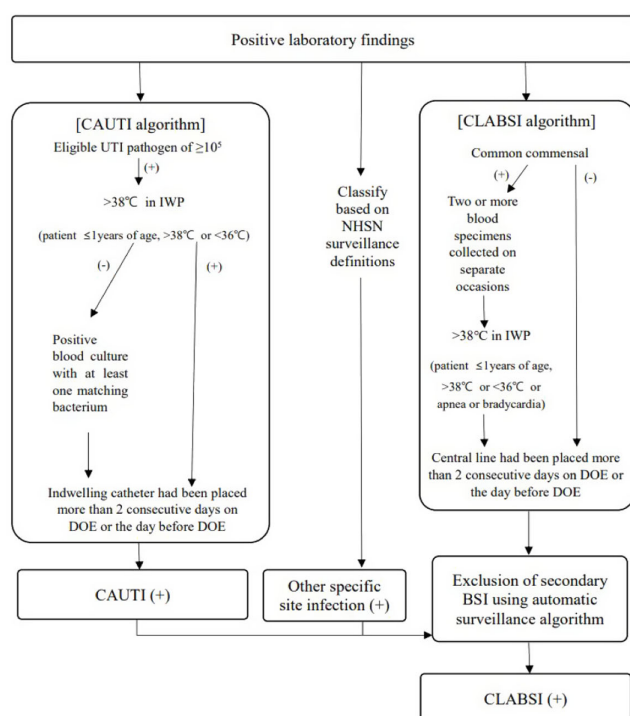 Positive laboratory findings
[CAUTI algorithm]
Eligible UTI pathogen of ≥10⁵
(+)
>38℃ in IWP
(patient ≤1years of age, >38℃ or <36℃)
(-)
(+)
Positive
blood culture
with at least
one matching
bacterium
Indwelling catheter had been placed
more than 2 consecutive days on
DOE or the day before DOE
CAUTI (+)
Classify
based on
NHSN
surveillance
definitions
Other specific
site infection (+)
[CLABSI algorithm]
Common commensal
(+)
(-)
Two or more
blood
specimens
collected on
separate
occasions
>38℃ in IWP
(patient ≤1years of age,
>38℃ or <36℃ or
apnea or bradycardia)
Central line had been placed more
than 2 consecutive days on DOE or
the day before DOE
Exclusion of secondary
BSI using automatic
surveillance algorithm
CLABSI (+)